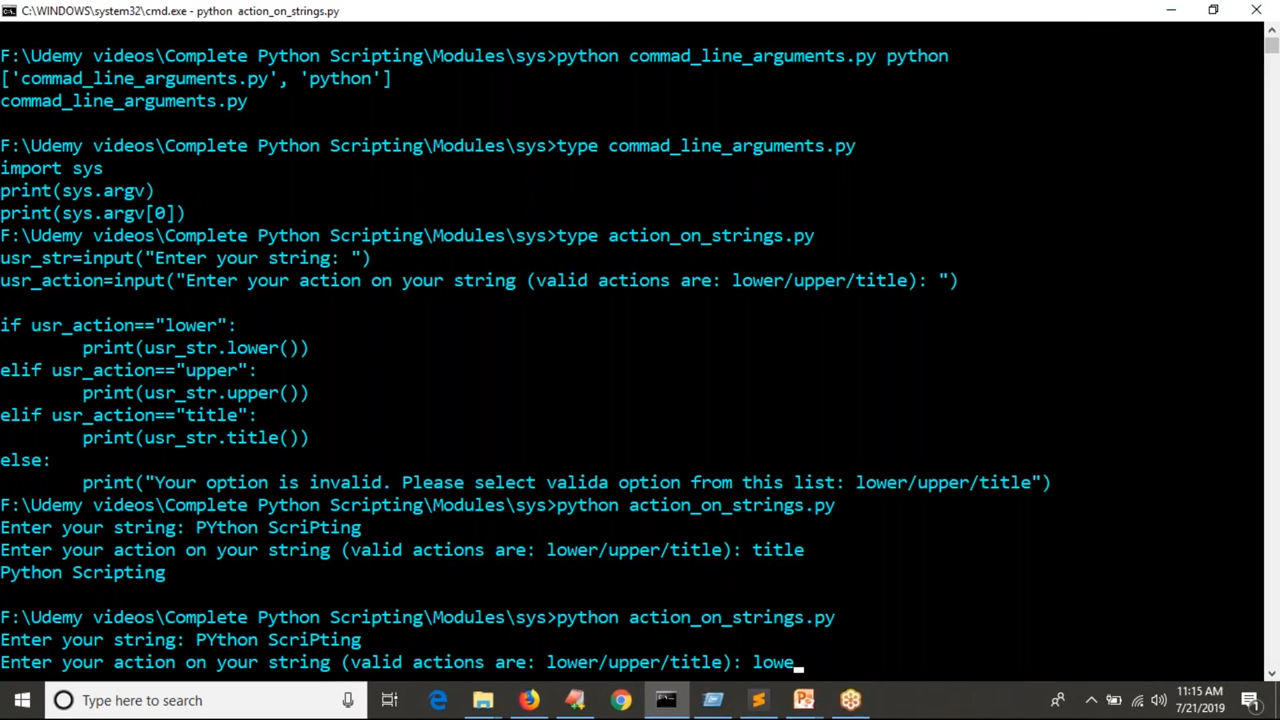 C:\WINDOWS\system32\cmd.exe - python  action_on_strings.py
F:\Udemy videos\Complete Python Scripting\Modules\sys>python commad_line_arguments.py python
['commad_line_arguments.py', 'python']
commad_line_arguments.py
F:\Udemy videos\Complete Python Scripting\Modules\sys>type commad_line_arguments.py
import sys
print(sys.argv)
print(sys.argv[0])
F:\Udemy videos\Complete Python Scripting\Modules\sys>type action_on_strings.py
usr_str=input("Enter your string: ")
usr_action=input("Enter your action on your string (valid actions are: lower/upper/title): ")
if usr_action=="lower":
        print(usr_str.lower())
elif usr_action=="upper":
        print(usr_str.upper())
elif usr_action=="title":
        print(usr_str.title())
else:
        print("Your option is invalid. Please select valida option from this list: lower/upper/title")
F:\Udemy videos\Complete Python Scripting\Modules\sys>python action_on_strings.py
Enter your string: PYthon ScriPting
Enter your action on your string (valid actions are: lower/upper/title): title
Python Scripting
F:\Udemy videos\Complete Python Scripting\Modules\sys>python action_on_strings.py
Enter your string: PYthon ScriPting
Enter your action on your string (valid actions are: lower/upper/title): lowe
Type here to search
11:15 AM
7/21/2019
1